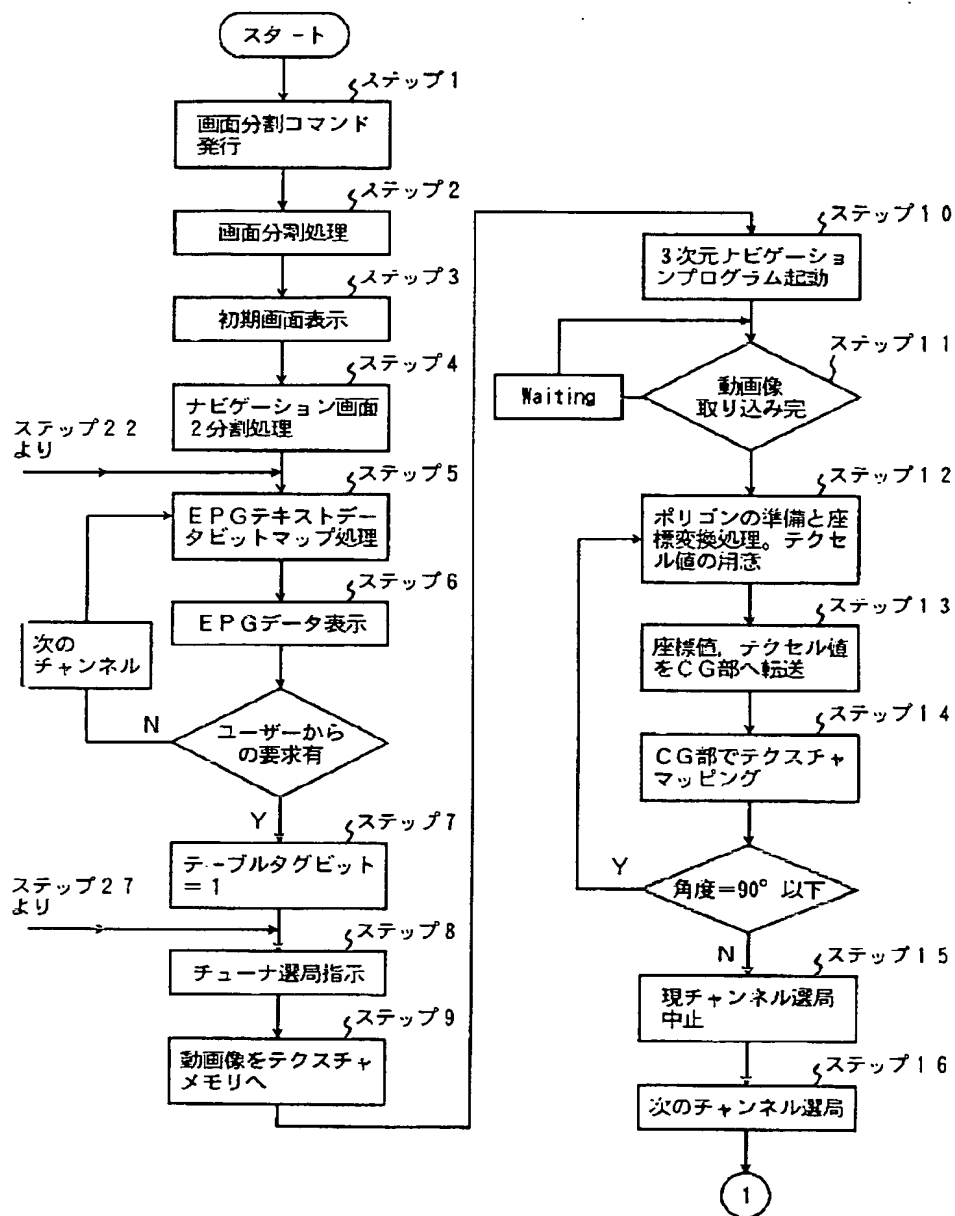 スタート
ステップ1
画面分割コマンド
発行
ステップ2
画面分割処理
ステップ3
初期画面表示
ステップ4
ナビゲーション画面
2分割処理
ステップ22
より
ステップ5
EPGテキストデー
タビットマップ処理
ステップ6
EPGデータ表示
次の
チャンネル
N
ユーザーから
の要求有
Y
ステップ7
テーブルタグビット
=1
ステップ27
より
ステップ8
チューナ選局指示
ステップ9
動画像をテクスチャ
メモリへ
ステップ10
3次元ナビゲーショ
ンプログラム起動
ステップ11
動画像
取り込み完
Waiting
ステップ12
ポリゴンの準備と座
標変換処理。テクセ
ル値の用意
ステップ13
座標値,テクセル値
をCG部へ転送
ステップ14
CG部でテクスチャ
マッピング
Y
角度=90°以下
N
ステップ15
現チャンネル選局
中止
ステップ16
次のチャンネル選局
1